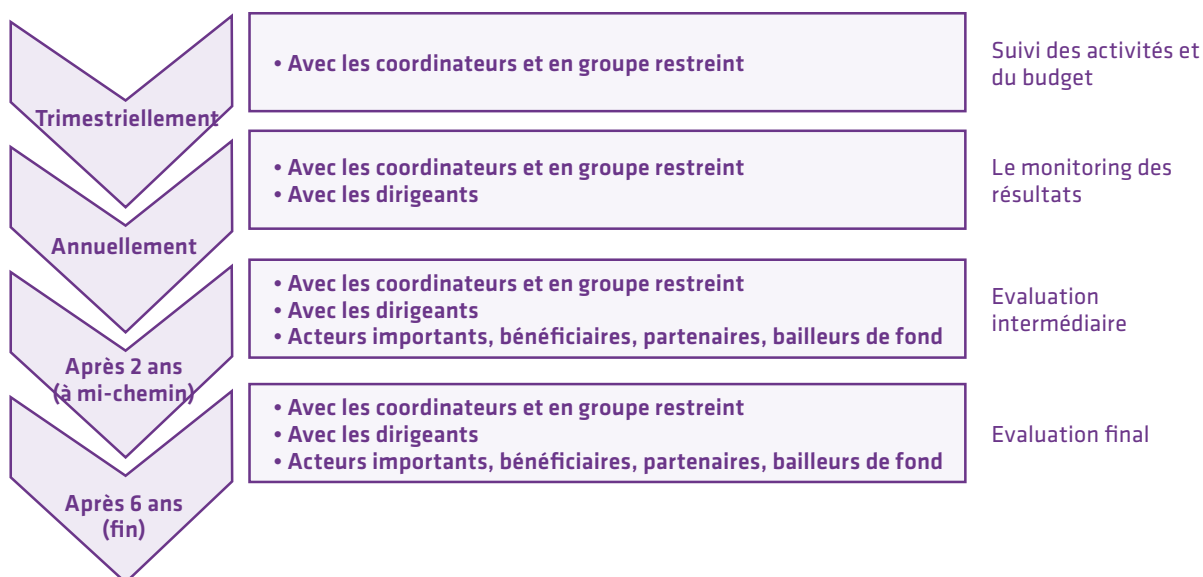 Trimestriellement
• Avec les coordinateurs et en groupe restreint
Suivi des activités et
du budget
Annuellement
• Avec les coordinateurs et en groupe restreint
• Avec les dirigeants
Le monitoring des
résultats
Après 2 ans
(à mi-chemin)
• Avec les coordinateurs et en groupe restreint
• Avec les dirigeants
• Acteurs importants, bénéficiaires, partenaires, bailleurs de fond
Evaluation
intermédiaire
Après 6 ans
(fin)
• Avec les coordinateurs et en groupe restreint
• Avec les dirigeants
• Acteurs importants, bénéficiaires, partenaires, bailleurs de fond
Evaluation final